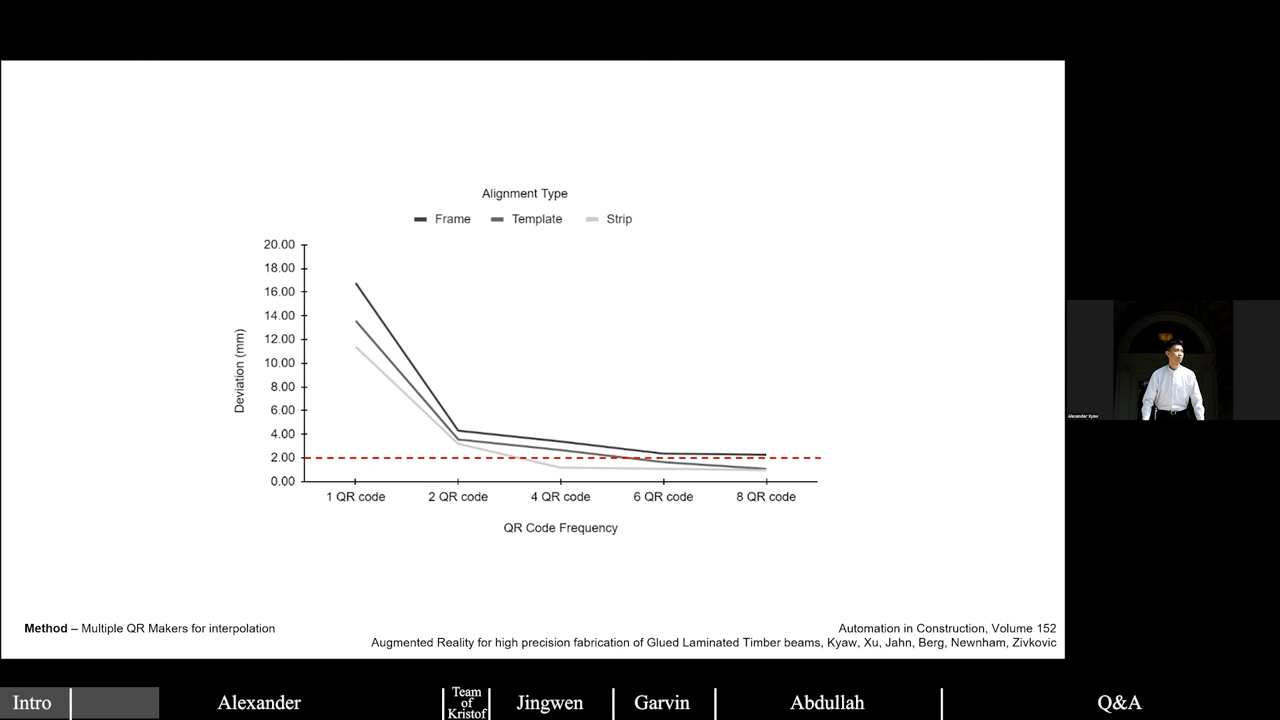 Alignment Type
Frame Template Strip
20.00
18.00
16.00
14.00
12.00
10.00
8.00
6.00
4.00
2.00
0.00
Deviation (mm)
1 QR code 2 QR code 4 QR code 6 QR code 8 QR code
QR Code Frequency
Alexander Kyaw
Method – Multiple QR Makers for interpolation
Automation in Construction, Volume 152
Augmented Reality for high precision fabrication of Glued Laminated Timber beams, Kyaw, Xu, Jahn, Berg, Newnham, Zivkovic
Intro
Alexander
Team
of
Kristof
Jingwen
Garvin
Abdullah
Q&A